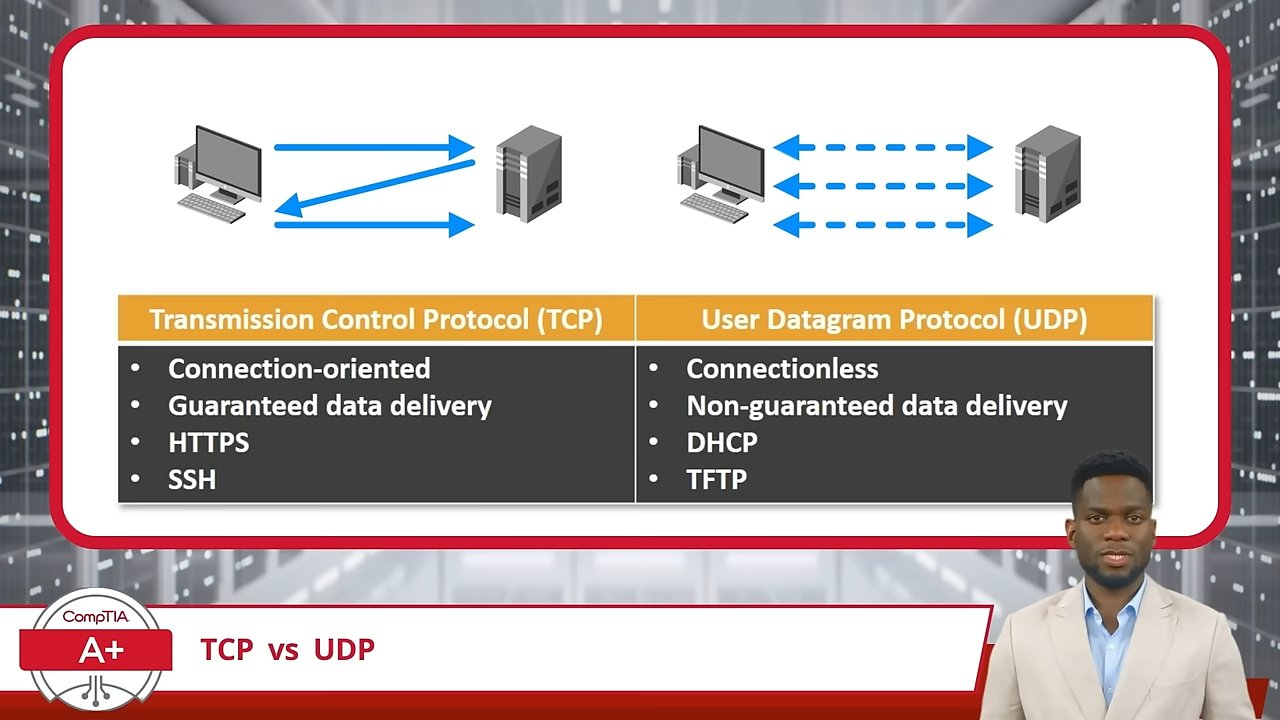 Transmission Control Protocol (TCP)
User Datagram Protocol (UDP)
• Connection-oriented
• Guaranteed data delivery
• HTTPS
• SSH
• Connectionless
• Non-guaranteed data delivery
• DHCP
• TFTP
CompTIA
A+
TCP vs UDP